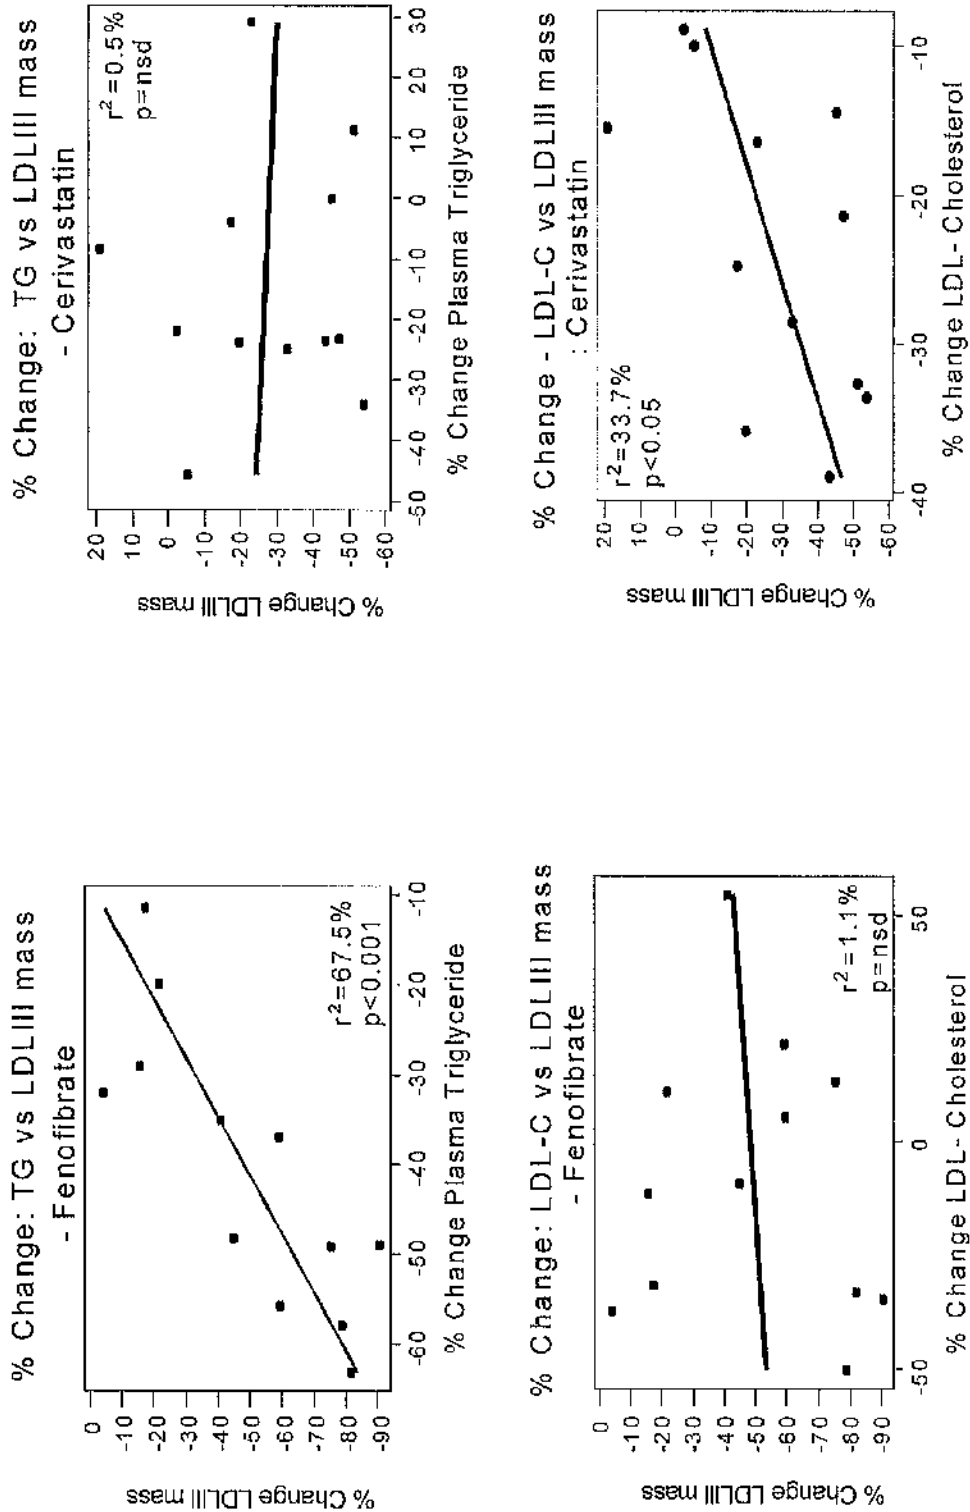 % Change: TG vs LDLIII mass
- Fenofibrate
0
-10
-20
-30
-40
-50
-60
-70
-80
-90
% Change LDLIII mass
r²=67.5%
p<0.001
-60
-50
-40
-30
-20
-10
% Change Plasma Triglyceride
% Change: TG vs LDLIII mass
- Cerivastatin
20
10
0
-10
-20
-30
-40
-50
-60
% Change LDLIII mass
r²=0.5%
p=nsd
-50
-40
-30
-20
-10
0
10
20
30
% Change Plasma Triglyceride
% Change: LDL-C vs LDLIII mass
- Fenofibrate
0
-10
-20
-30
-40
-50
-60
-70
-80
-90
% Change LDLIII mass
r²=1.1%
p=nsd
-50
0
50
% Change LDL-Cholesterol
% Change - LDL-C vs LDLIII mass
: Cerivastatin
20
10
0
-10
-20
-30
-40
-50
-60
% Change LDLIII mass
r²=33.7%
p<0.05
-40
-30
-20
-10
% Change LDL-Cholesterol